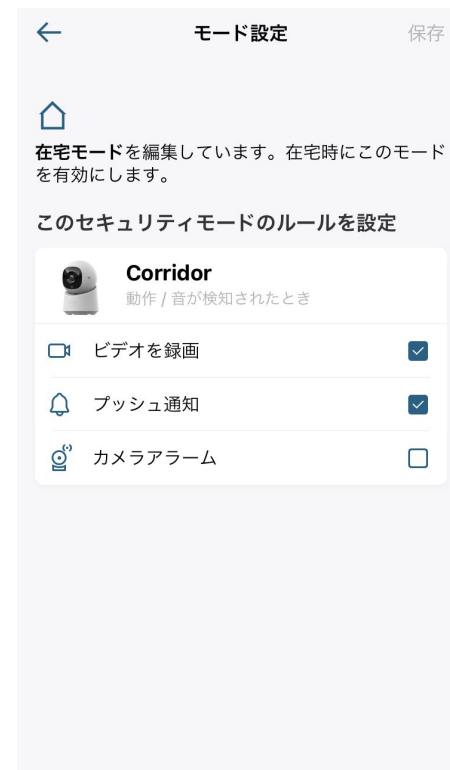 モード設定
保存
在宅モードを編集しています。在宅時にこのモード
を有効にします。
このセキュリティモードのルールを設定
Corridor
動作 / 音が検知されたとき
ビデオを録画
プッシュ通知
カメラアラーム